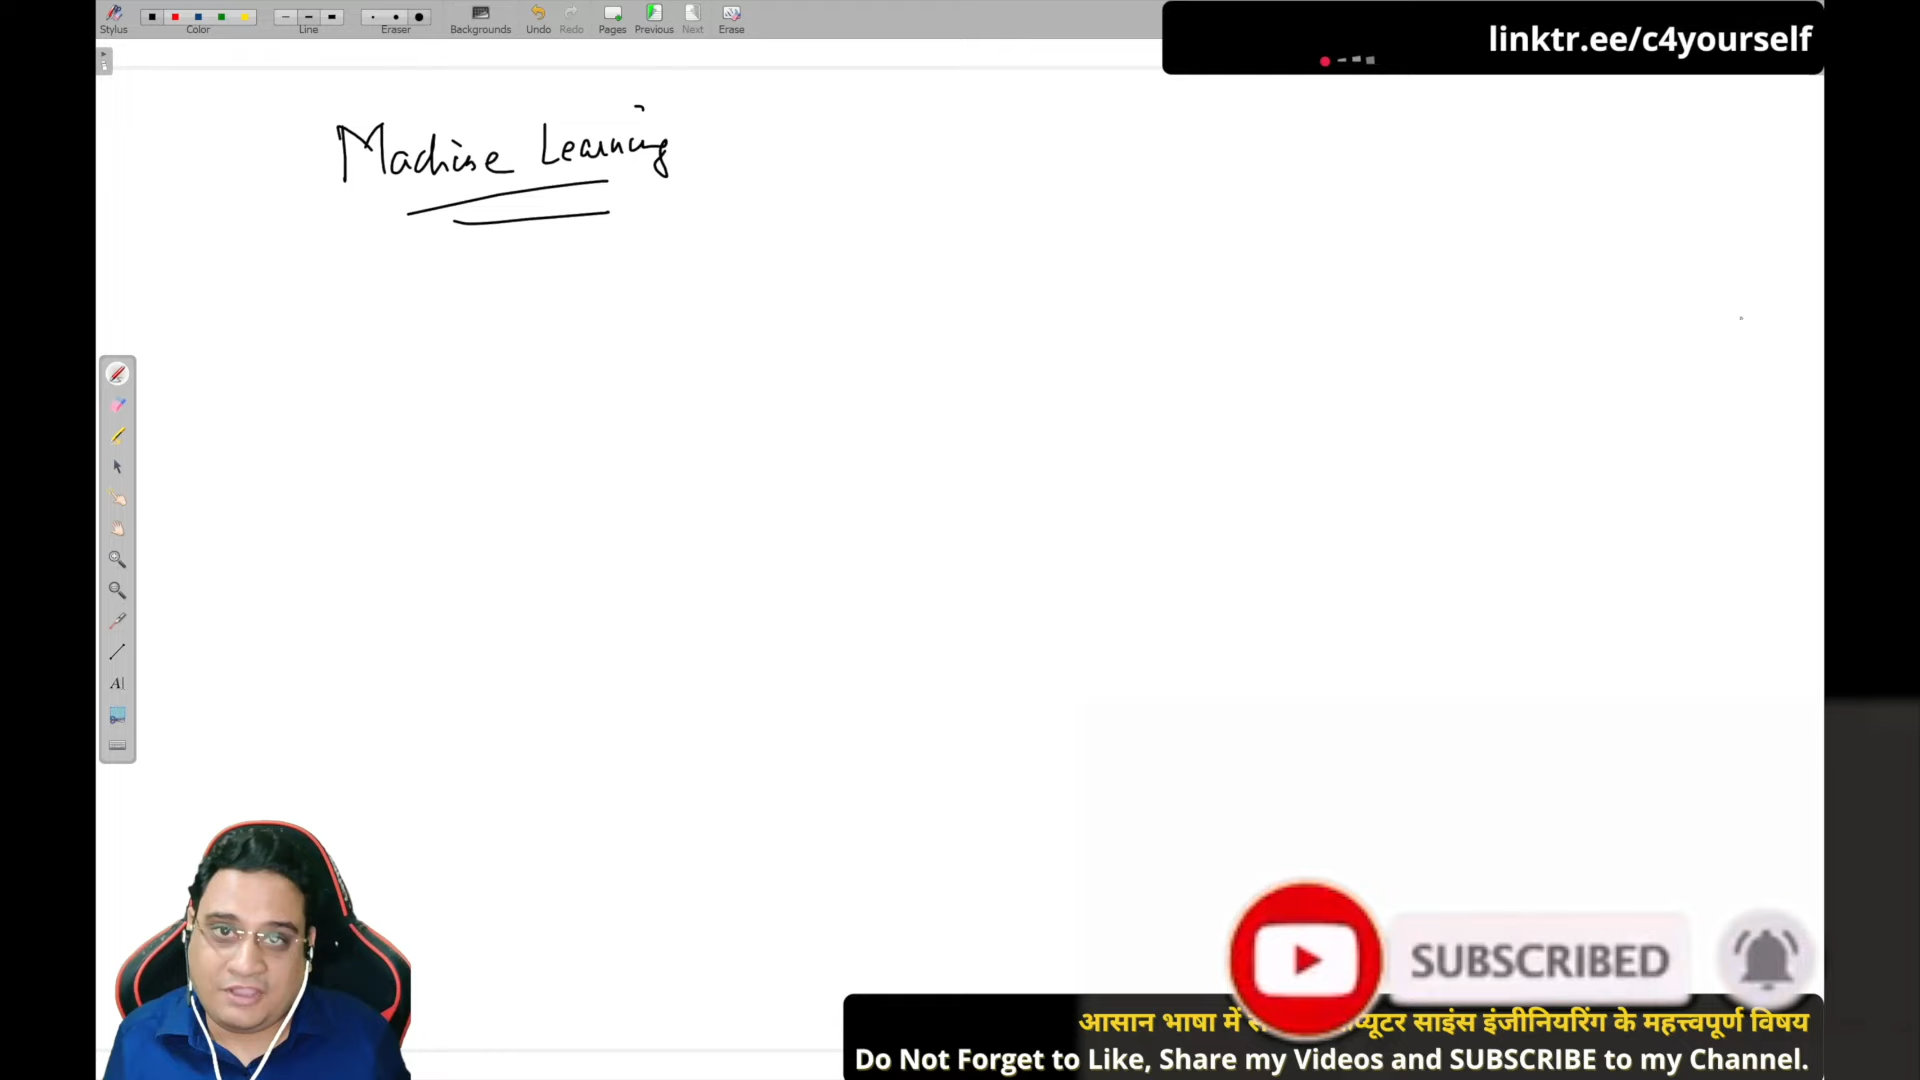 Stylus Color Line Eraser Backgrounds Undo Redo Pages Previous Next Erase
linktr.ee/c4yourself
Machine Learning
A|
SUBSCRIBED
आसान भाषा में साइंस इंजीनियरिंग के महत्त्वपूर्ण विषय
Do Not Forget to Like, Share my Videos and SUBSCRIBE to my Channel.